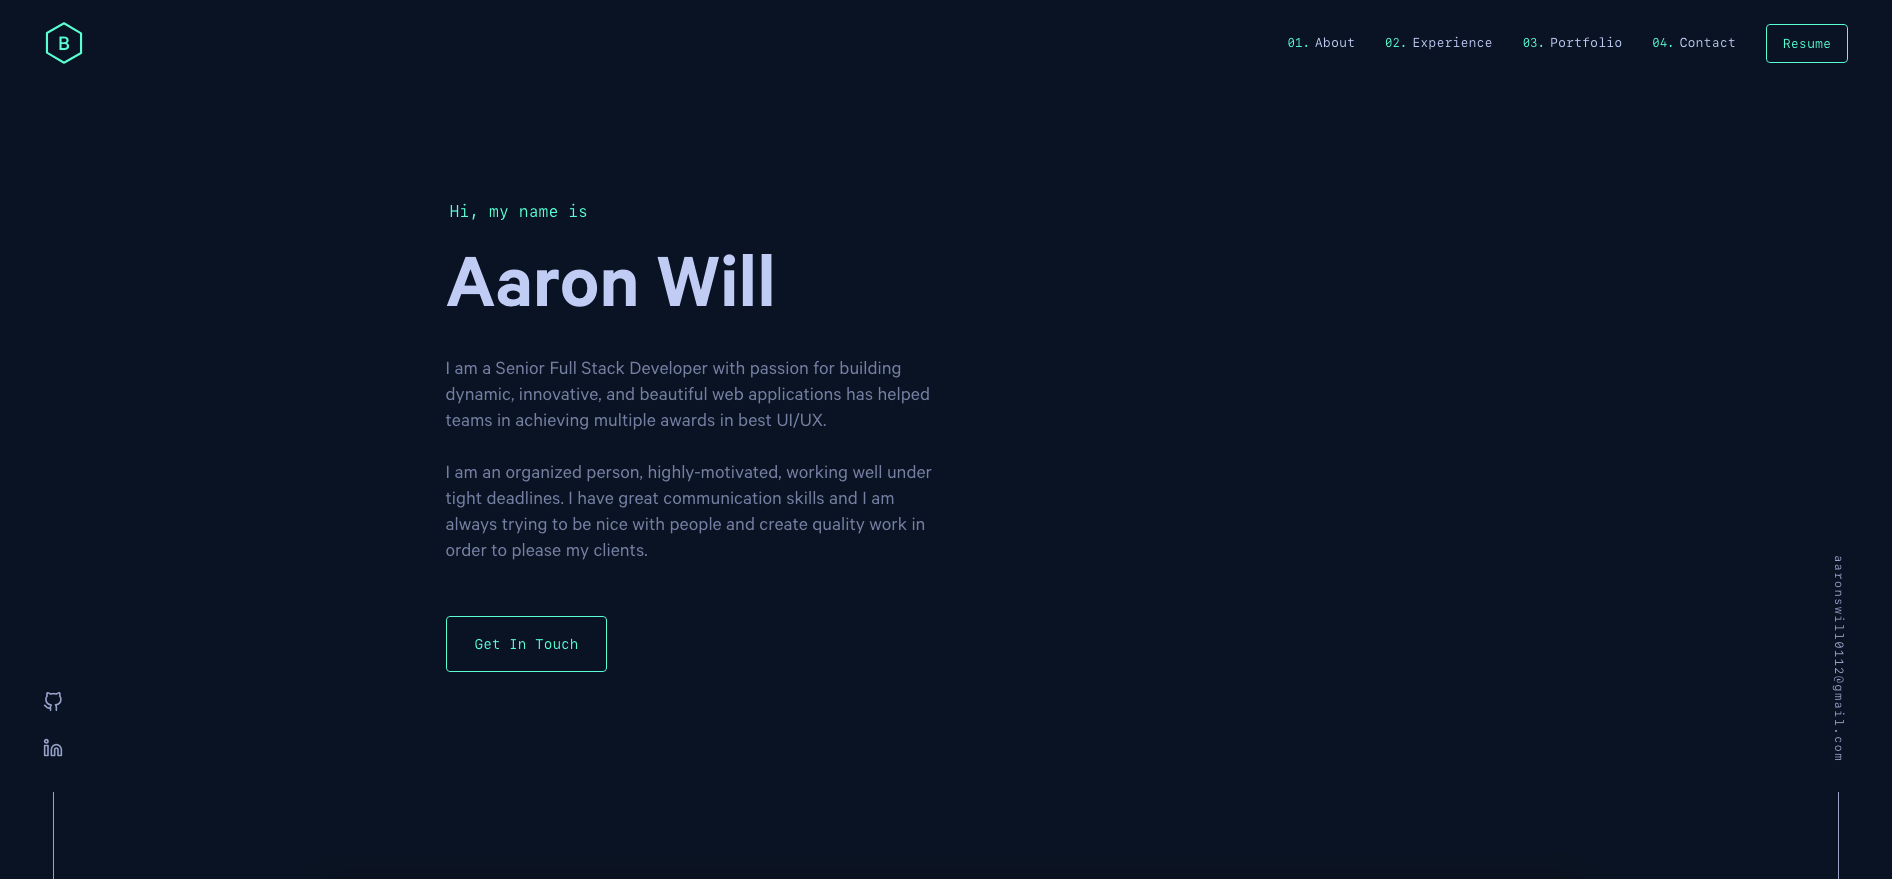 B
01. About 02. Experience 03. Portfolio 04. Contact Resume
Hi, my name is
Aaron Will
I am a Senior Full Stack Developer with passion for building
dynamic, innovative, and beautiful web applications has helped
teams in achieving multiple awards in best UI/UX.
I am an organized person, highly-motivated, working well under
tight deadlines. I have great communication skills and I am
always trying to be nice with people and create quality work in
order to please my clients.
Get In Touch
in
aaronswill0112@gmail.com